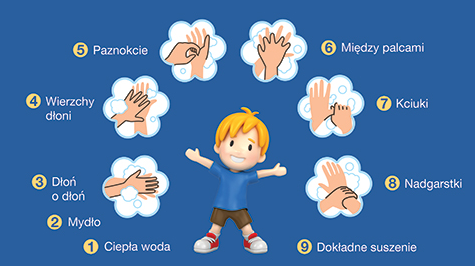 1 Ciepła woda
2 Mydło
3 Dłoń
o dłoń
4 Wierzchy
dłoni
5 Paznokcie
6 Między palcami
7 Kciuki
8 Nadgarstki
9 Dokładne suszenie